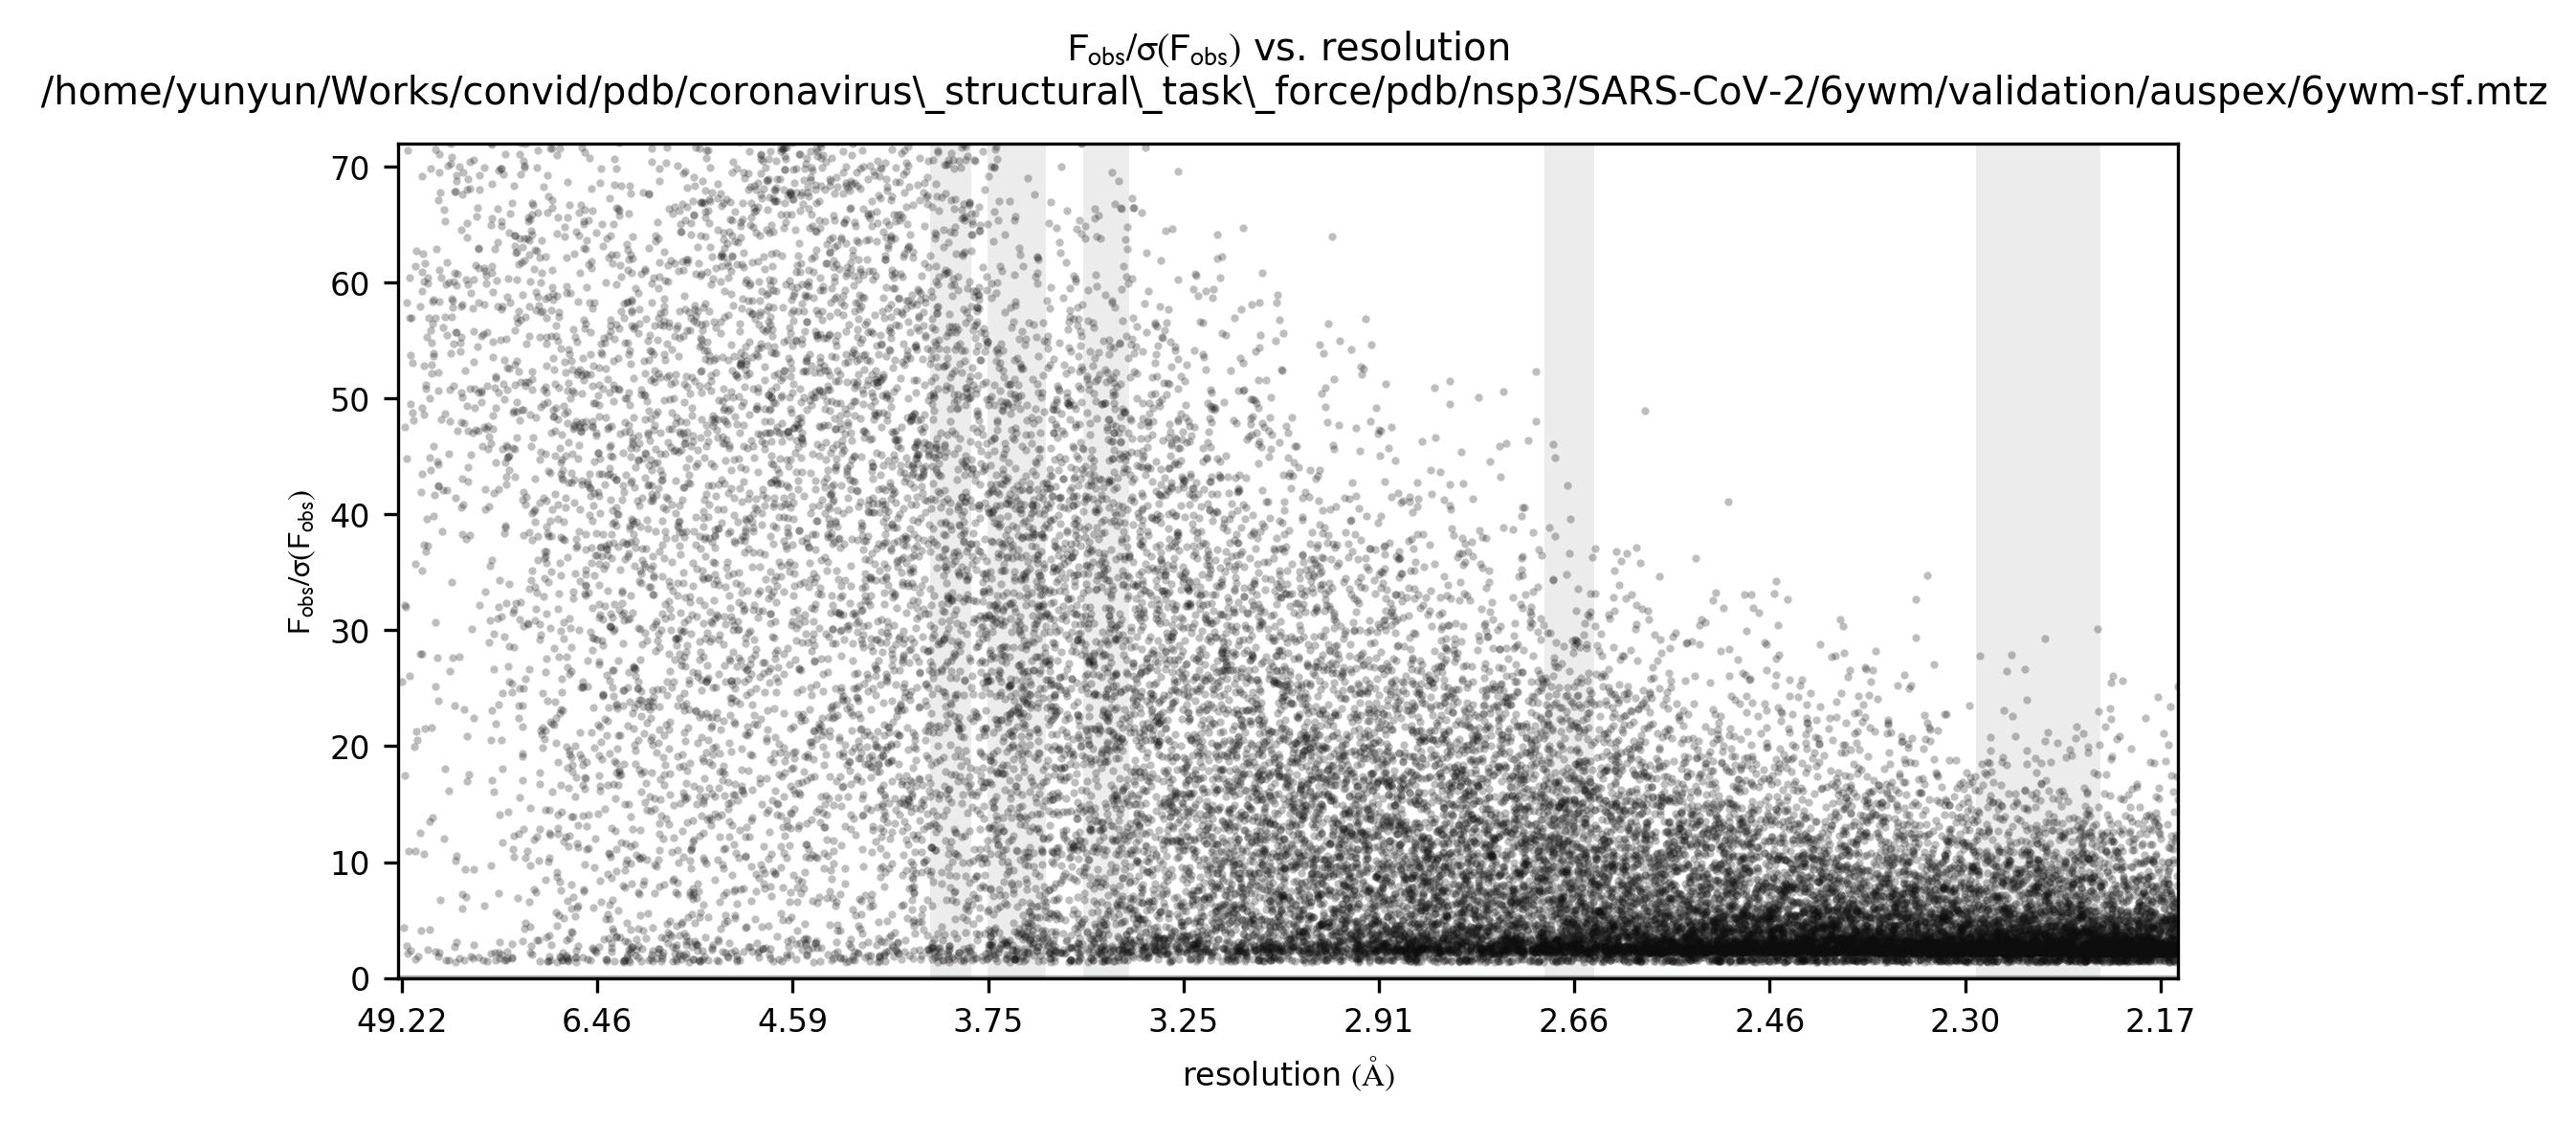 Fobs/σ(Fobs) vs. resolution
/home/yunyun/Works/convid/pdb/coronavirus\_structural\_task\_force/pdb/nsp3/SARS-CoV-2/6ywm/validation/auspex/6ywm-sf.mtz
70
60
50
40
30
20
10
0
Fobs/σ(Fobs)
49.22 6.46 4.59 3.75 3.25 2.91 2.66 2.46 2.30 2.17
resolution (Å)